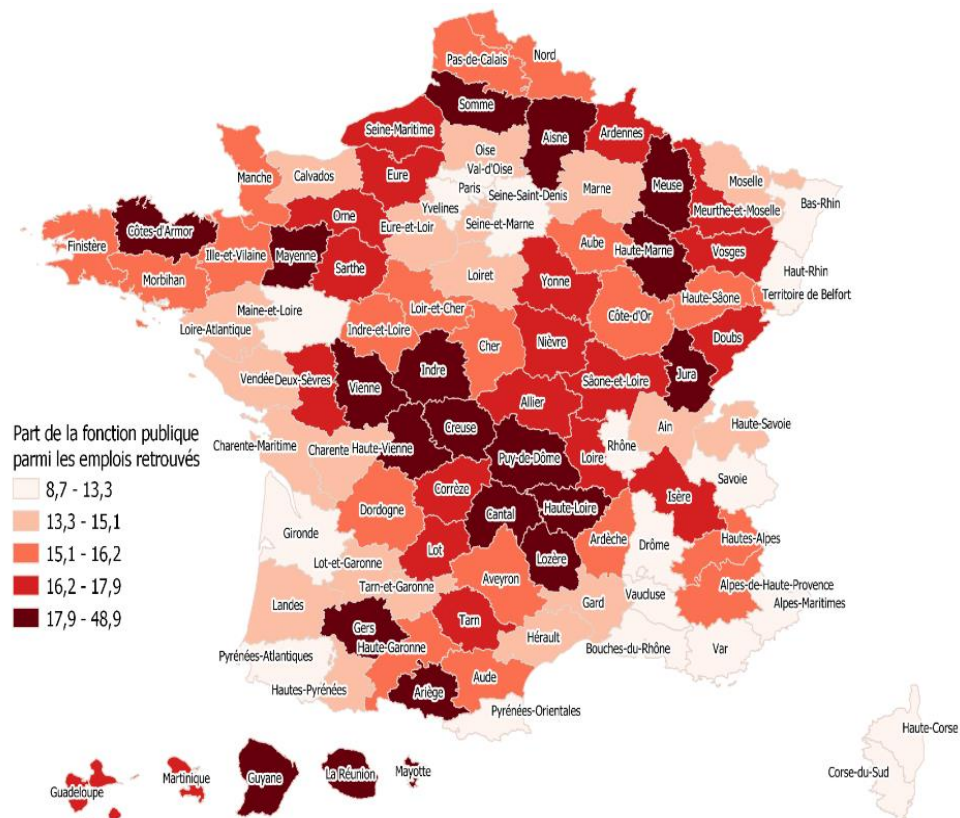 Nord
Pas-de-Calais
Somme
Seine-Maritime
Aisne
Ardennes
Oise
Val-d'Oise
Manche
Calvados
Eure
Paris
Seine-Saint-Denis
Marne
Meuse
Moselle
Meurthe-et-Moselle
Bas-Rhin
Yvelines
Orne
Eure-et-Loir
Seine-et-Marne
Côtes-d'Armor
Finistère
Ille-et-Vilaine
Mayenne
Sarthe
Aube
Haute-Marne
Vosges
Morbihan
Loiret
Yonne
Haut-Rhin
Territoire de Belfort
Haute-Saône
Maine-et-Loire
Loir-et-Cher
Côte-d'Or
Loire-Atlantique
Indre-et-Loire
Cher
Nièvre
Doubs
Vendée
Deux-Sèvres
Vienne
Indre
Allier
Saône-et-Loire
Jura
Part de la fonction publique
parmi les emplois retrouvés
8,7 - 13,3
13,3 - 15,1
15,1 - 16,2
16,2 - 17,9
17,9 - 48,9
Charente-Maritime
Charente
Haute-Vienne
Creuse
Puy-de-Dôme
Loire
Rhône
Ain
Haute-Savoie
Savoie
Corrèze
Isère
Dordogne
Cantal
Haute-Loire
Gironde
Lot
Lozère
Ardèche
Drôme
Hautes-Alpes
Lot-et-Garonne
Tarn-et-Garonne
Aveyron
Alpes-de-Haute-Provence
Vaucluse
Alpes-Maritimes
Landes
Gers
Tarn
Gard
Haute-Garonne
Hérault
Bouches-du-Rhône
Var
Pyrénées-Atlantiques
Hautes-Pyrénées
Ariège
Aude
Pyrénées-Orientales
Haute-Corse
Corse-du-Sud
Guadeloupe
Martinique
Guyane
La Réunion
Mayotte